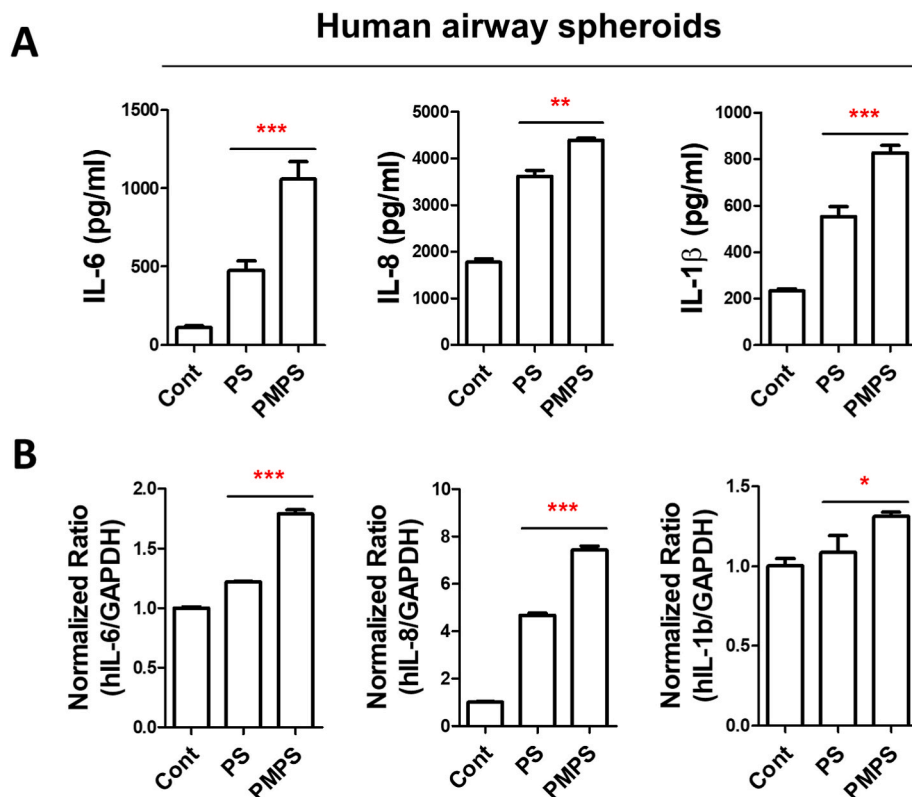 Human airway spheroids
A
IL-6 (pg/ml)
1500
1000
500
0
***
Cont
PS
PMPS
IL-8 (pg/ml)
5000
4000
3000
2000
1000
0
**
Cont
PS
PMPS
IL-1β (pg/ml)
1000
800
600
400
200
0
***
Cont
PS
PMPS
B
Normalized Ratio
(hIL-6/GAPDH)
2.0
1.5
1.0
0.5
0.0
***
Cont
PS
PMPS
Normalized Ratio
(hIL-8/GAPDH)
10
8
6
4
2
0
***
Cont
PS
PMPS
Normalized Ratio
(hIL-1b/GAPDH)
1.5
1.0
0.5
0.0
*
Cont
PS
PMPS